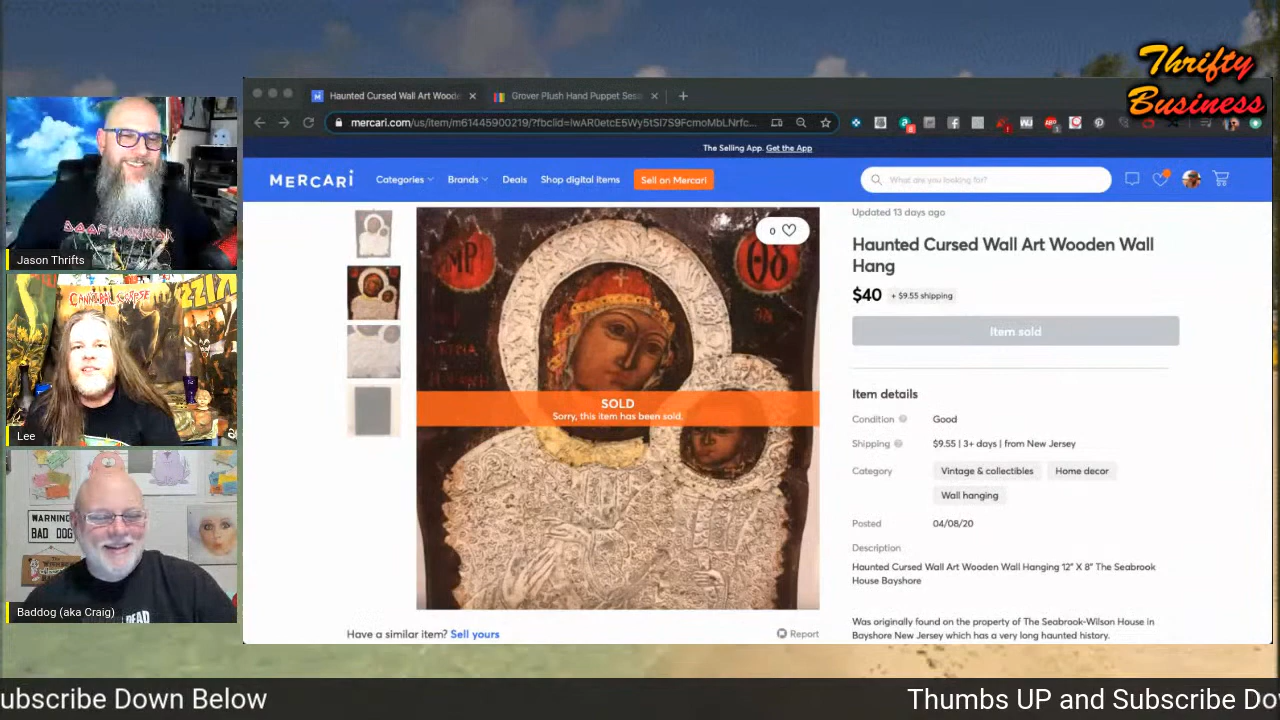 Thrifty
Business
Haunted Cursed Wall Art Woode
Grover Plush Hand Puppet Sesa
mercari.com/us/item/m61445900219/?fbclid=IwAR0etcE5Wy5tSI7S9FcmoMbLNrfc...
The Selling App. Get the App
MERCARI
Categories
Brands
Deals
Shop digital items
Sell on Mercari
What are you looking for?
Jason Thrifts
CANNIBAL CORPSE
Lee
WARNING
BAD DOG
Baddog (aka Craig)
0
ΜΡ
Θυ
SOLD
Sorry, this item has been sold.
Have a similar item? Sell yours
Report
Updated 13 days ago
Haunted Cursed Wall Art Wooden Wall
Hang
$40 + $9.55 shipping
Item sold
Item details
Condition Good
Shipping $9.55 | 3+ days | from New Jersey
Category Vintage & collectibles Home decor
Wall hanging
Posted 04/08/20
Description
Haunted Cursed Wall Art Wooden Wall Hanging 12" X 8" The Seabrook
House Bayshore
Was originally found on the property of The Seabrook-Wilson House in
Bayshore New Jersey which has a very long haunted history.
ubscribe Down Below
Thumbs UP and Subscribe Do